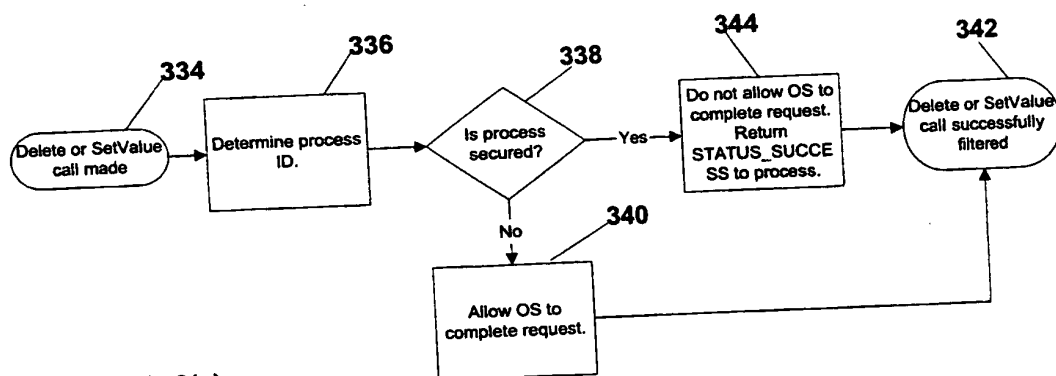 334
Delete or SetValue
call made
336
Determine process
ID.
338
Is process
secured?
Yes
No
344
Do not allow OS to
complete request.
Return
STATUS_SUCCE
SS to process.
342
Delete or SetValue
call successfully
filtered
340
Allow OS to
complete request.